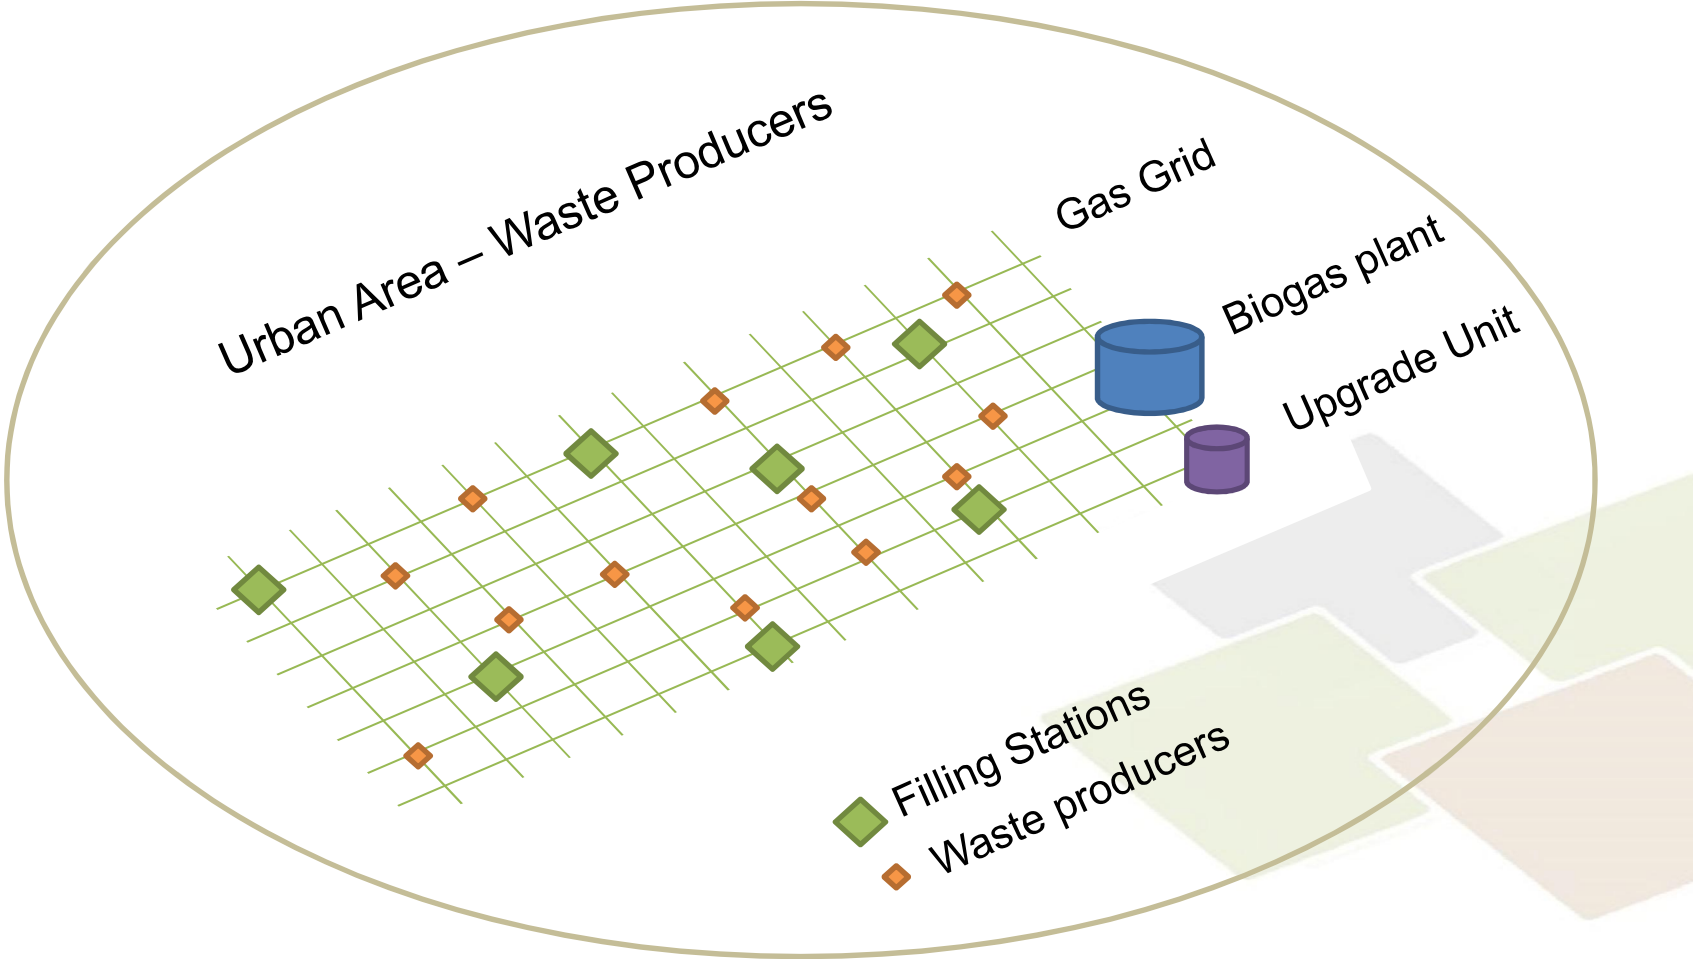 Urban Area – Waste Producers
Gas Grid
Biogas plant
Upgrade Unit
Filling Stations
Waste producers